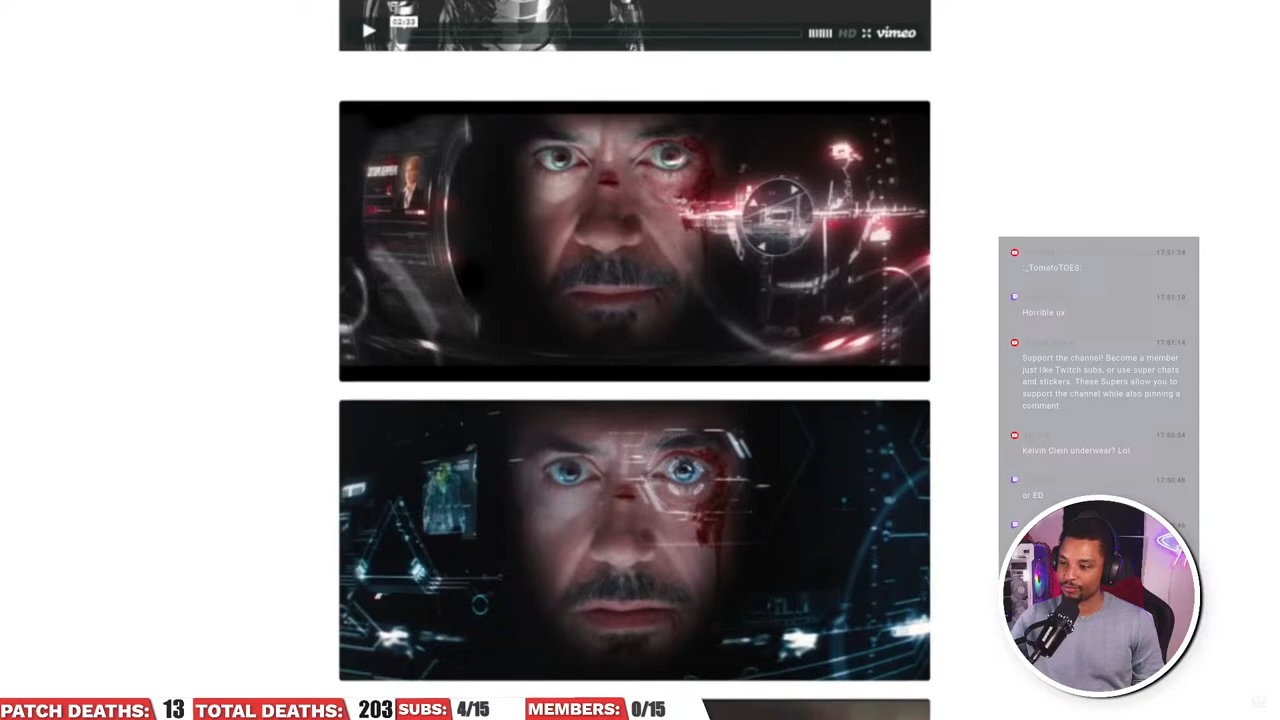 02:33
HD
vimeo
17:51:24
:_TomatoTOES:
17:51:19
Horrible ux
17:51:14
Support the channel! Become a member
just like Twitch subs, or use super chats
and stickers. These Supers allow you to
support the channel while also pinning a
comment.
17:50:54
Kelvin Clein underwear? Lol
17:50:48
or ED
PATCH DEATHS: 13 TOTAL DEATHS: 203 SUBS: 4/15 MEMBERS: 0/15